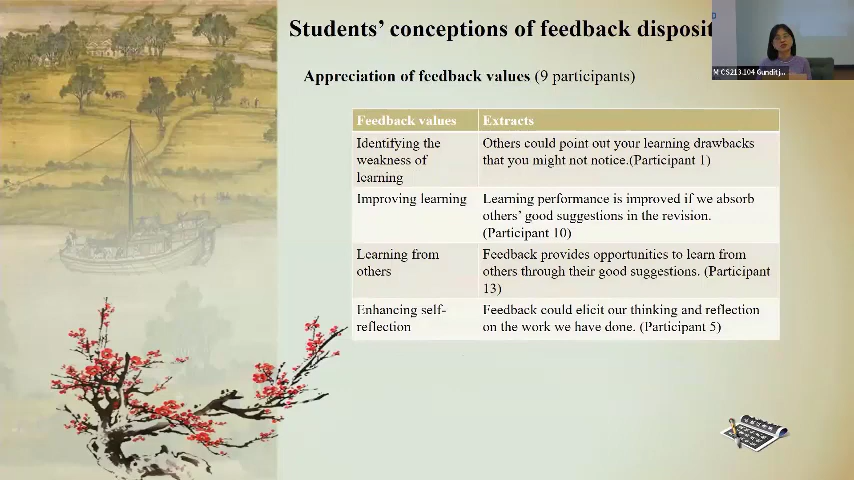 Students’ conceptions of feedback disposit
M CS213.104 Gunditj...
Appreciation of feedback values (9 participants)
Feedback values
Extracts
Identifying the
weakness of
learning
Others could point out your learning drawbacks
that you might not notice.(Participant 1)
Improving learning
Learning performance is improved if we absorb
others’ good suggestions in the revision.
(Participant 10)
Learning from
others
Feedback provides opportunities to learn from
others through their good suggestions. (Participant
13)
Enhancing self-
reflection
Feedback could elicit our thinking and reflection
on the work we have done. (Participant 5)